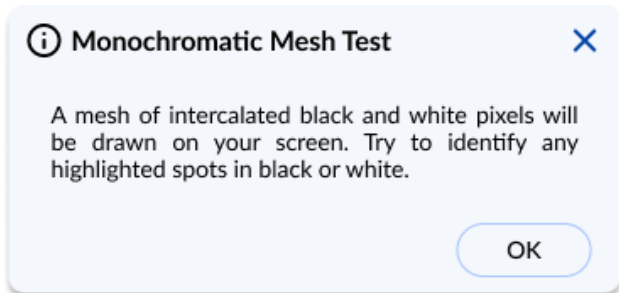 Monochromatic Mesh Test
A mesh of intercalated black and white pixels will
be drawn on your screen. Try to identify any
highlighted spots in black or white.
OK